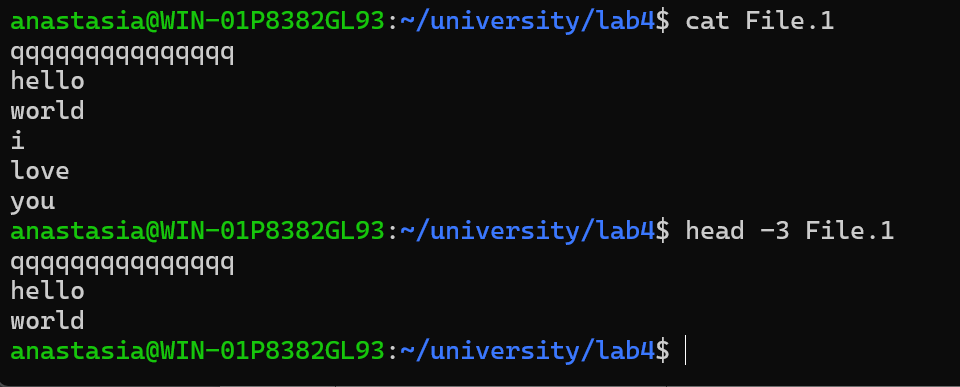 anastasia@WIN-01P8382GL93:~/university/lab4$ cat File.1
qqqqqqqqqqqqqqq
hello
world
i
love
you
anastasia@WIN-01P8382GL93:~/university/lab4$ head -3 File.1
qqqqqqqqqqqqqqq
hello
world
anastasia@WIN-01P8382GL93:~/university/lab4$